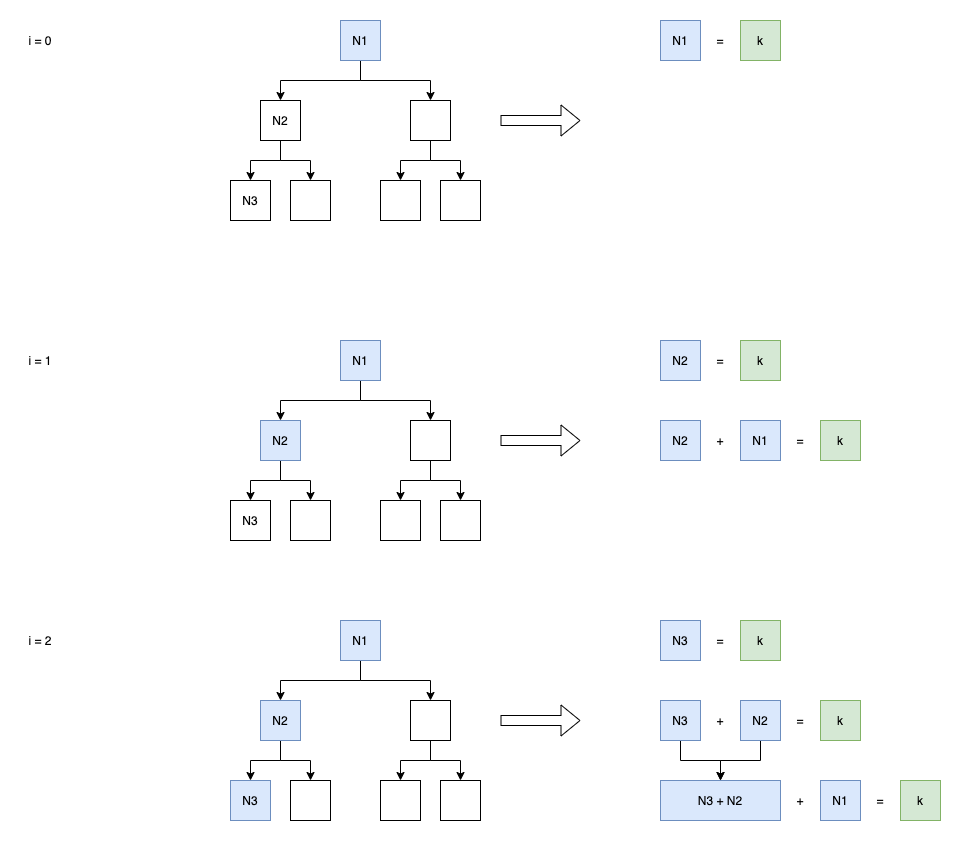 i = 0
N1
N1 = k
N2
N3
i = 1
N1
N2 = k
N2
N2 + N1 = k
N3
i = 2
N1
N3 = k
N2
N3 + N2 = k
N3
N3 + N2 + N1 = k